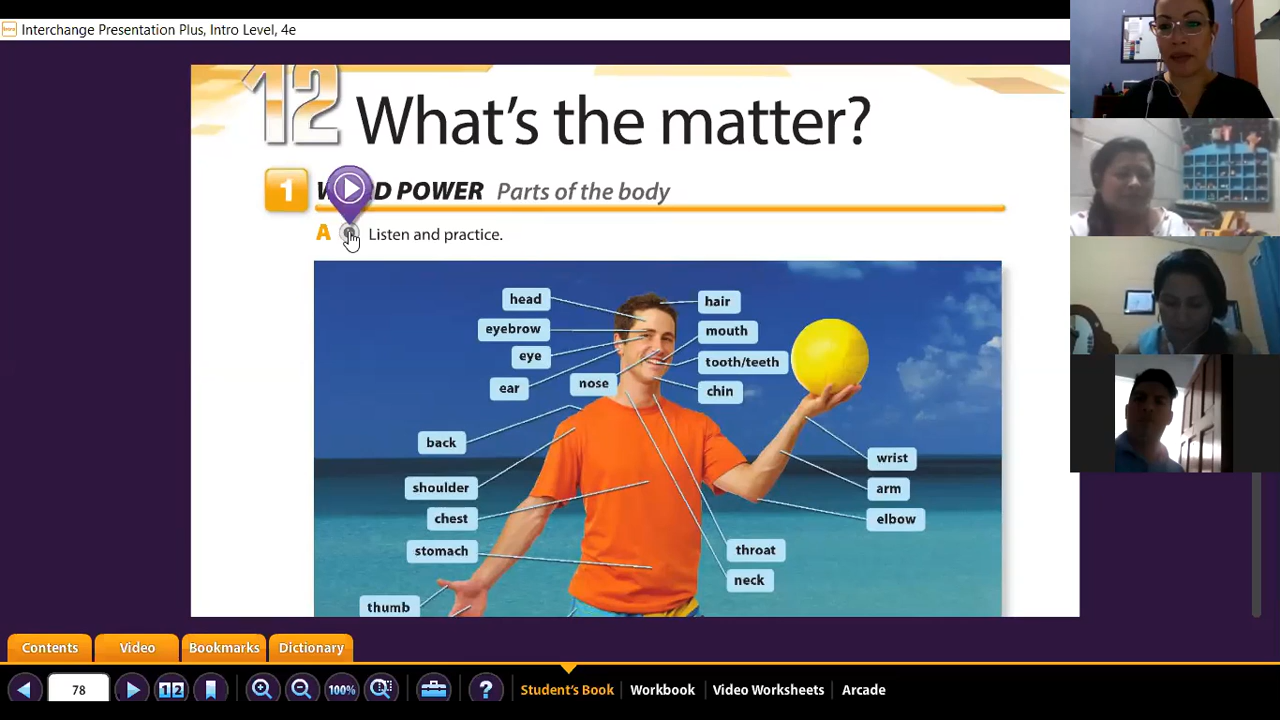 Interchange Presentation Plus, Intro Level, 4e
12 What's the matter?
1 WORD POWER Parts of the body
A Listen and practice.
head
hair
eyebrow
mouth
eye
tooth/teeth
ear
nose
chin
back
wrist
shoulder
arm
chest
elbow
stomach
throat
neck
thumb
Contents Video Bookmarks Dictionary
78 12 100% ? Student's Book Workbook Video Worksheets Arcade